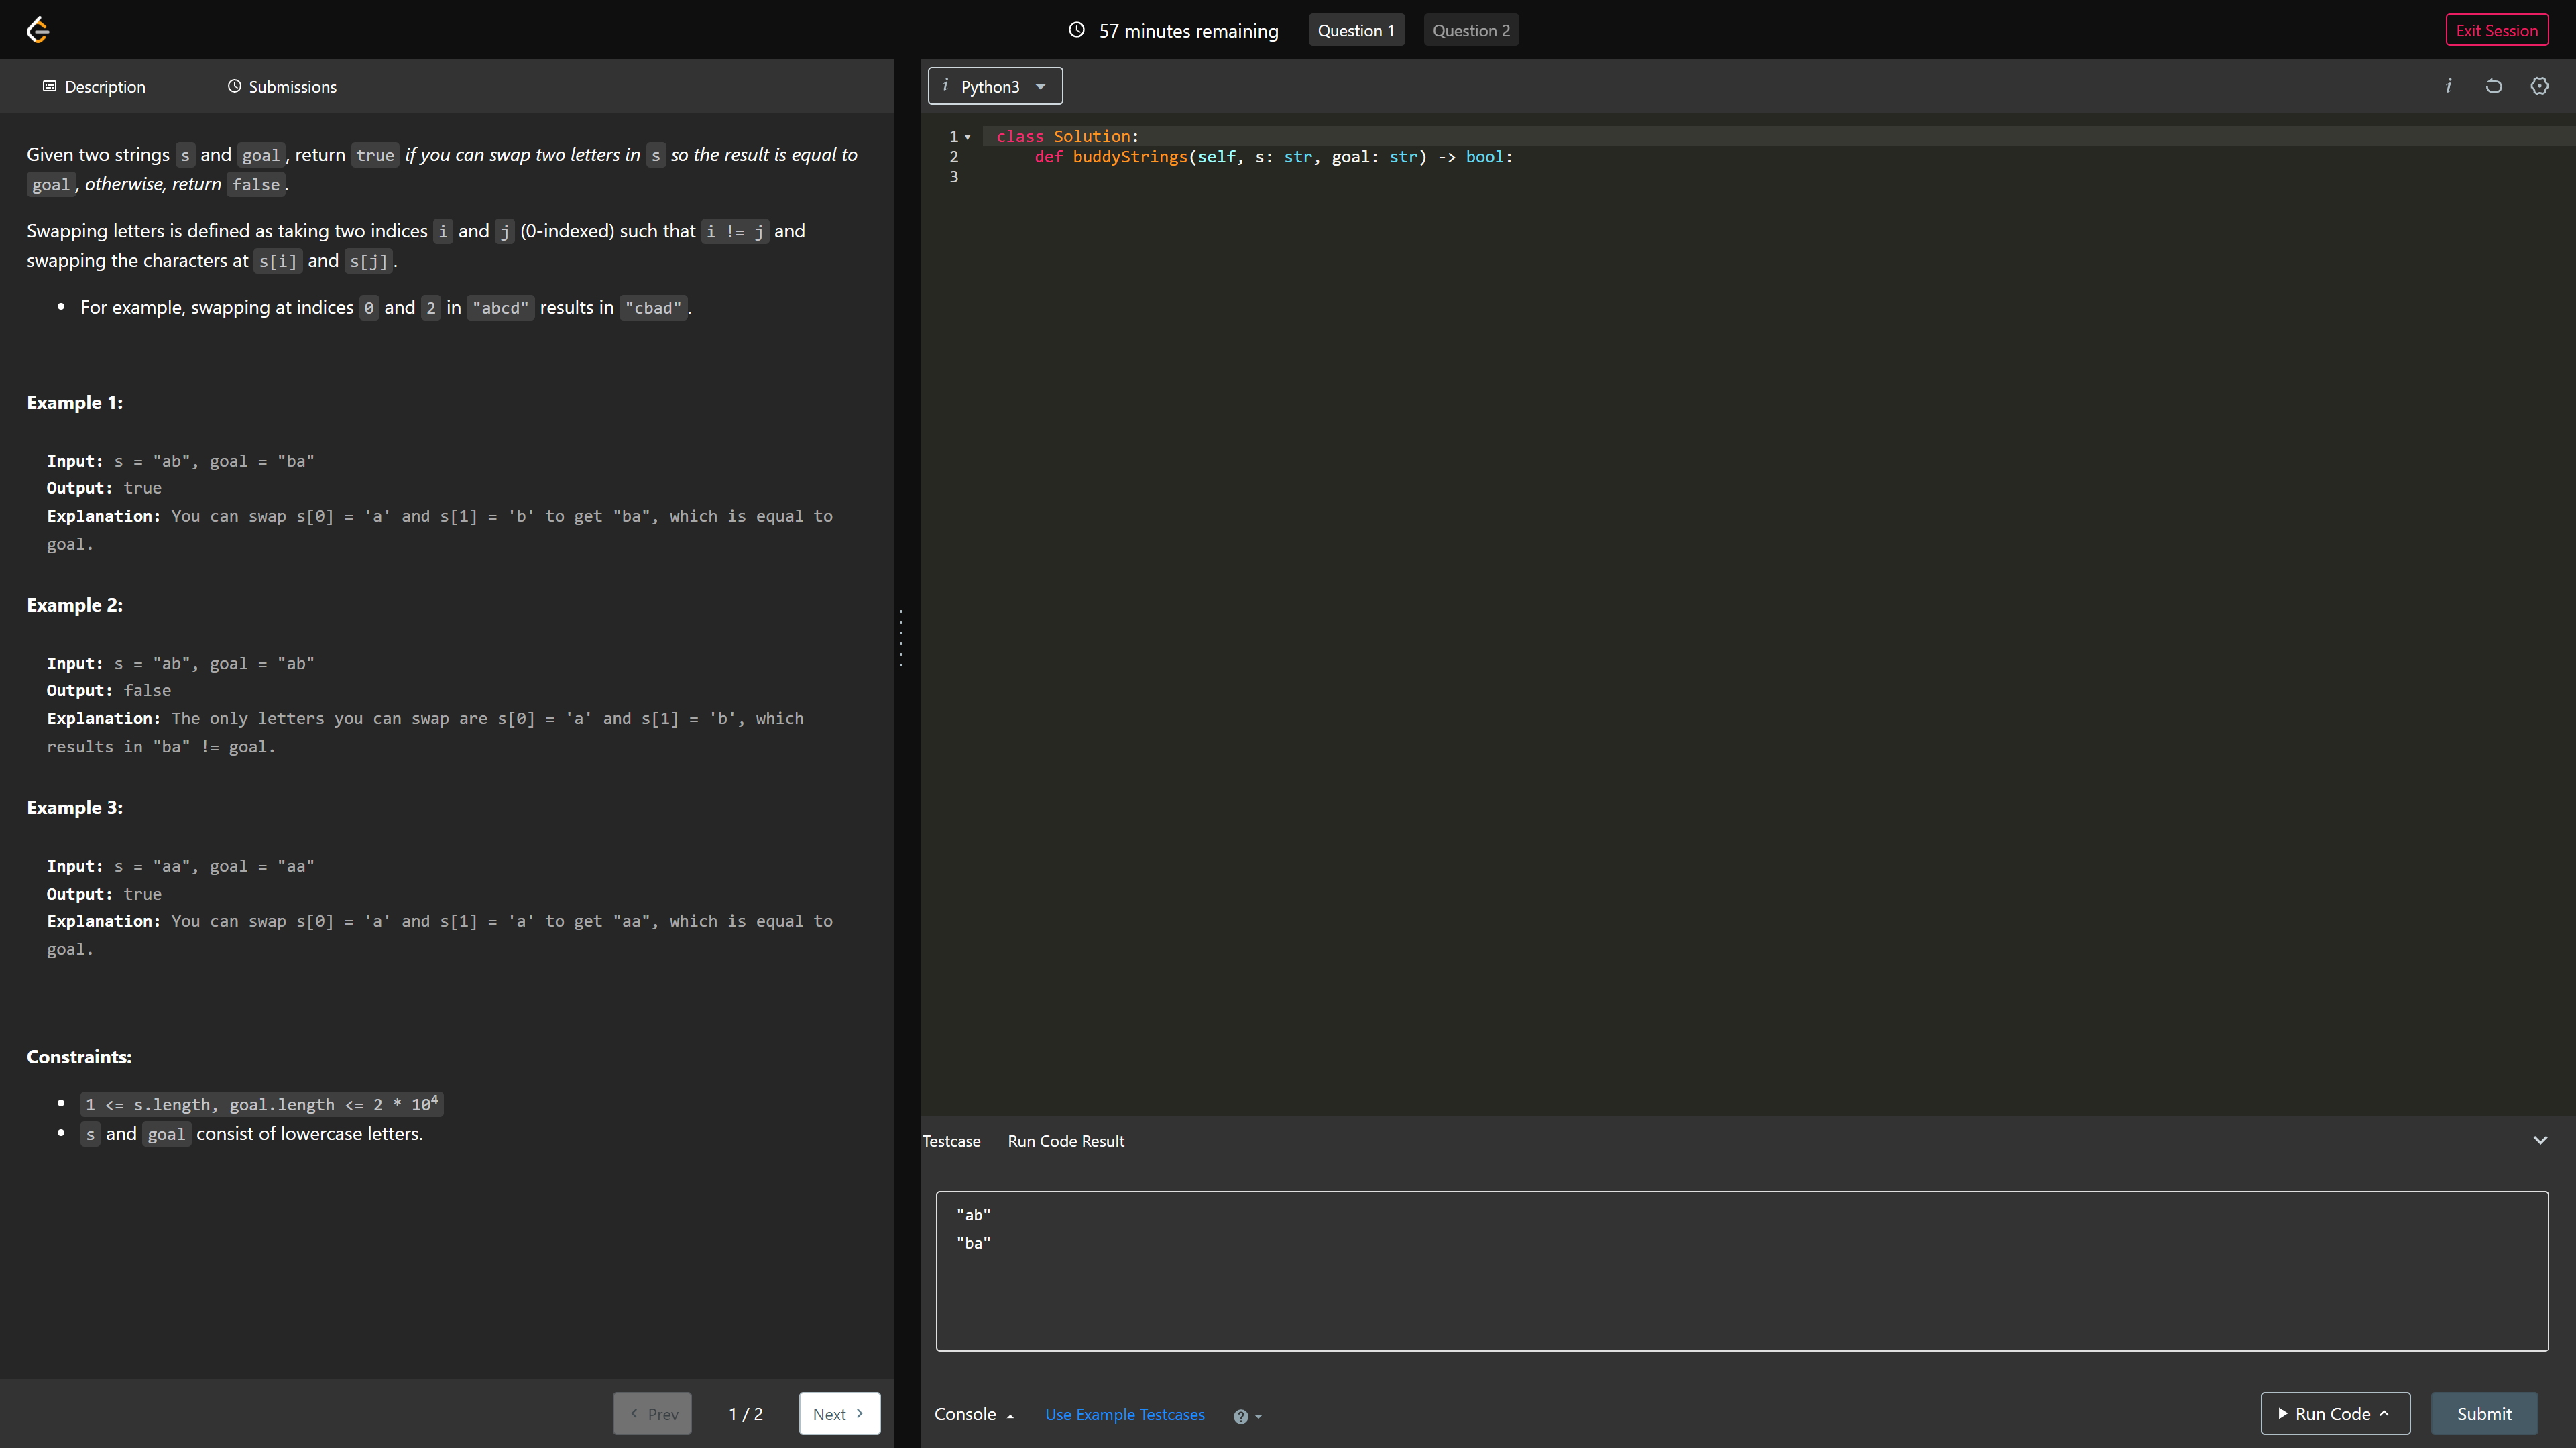 57 minutes remaining
Question 1
Question 2
Exit Session
Description
Submissions
Given two strings s and goal, return true if you can swap two letters in s so the result is equal to
goal, otherwise, return false.
Swapping letters is defined as taking two indices i and j (0-indexed) such that i != j and
swapping the characters at s[i] and s[j].
• For example, swapping at indices 0 and 2 in "abcd" results in "cbad".
Example 1:
Input: s = "ab", goal = "ba"
Output: true
Explanation: You can swap s[0] = 'a' and s[1] = 'b' to get "ba", which is equal to
goal.
Example 2:
Input: s = "ab", goal = "ab"
Output: false
Explanation: The only letters you can swap are s[0] = 'a' and s[1] = 'b', which
results in "ba" != goal.
Example 3:
Input: s = "aa", goal = "aa"
Output: true
Explanation: You can swap s[0] = 'a' and s[1] = 'a' to get "aa", which is equal to
goal.
Constraints:
• 1 <= s.length, goal.length <= 2 * 10⁴
• s and goal consist of lowercase letters.
Prev
1 / 2
Next
i Python3
i
1 class Solution:
2     def buddyStrings(self, s: str, goal: str) -> bool:
3
Testcase
Run Code Result
"ab"
"ba"
Console
Use Example Testcases
?
Run Code
Submit